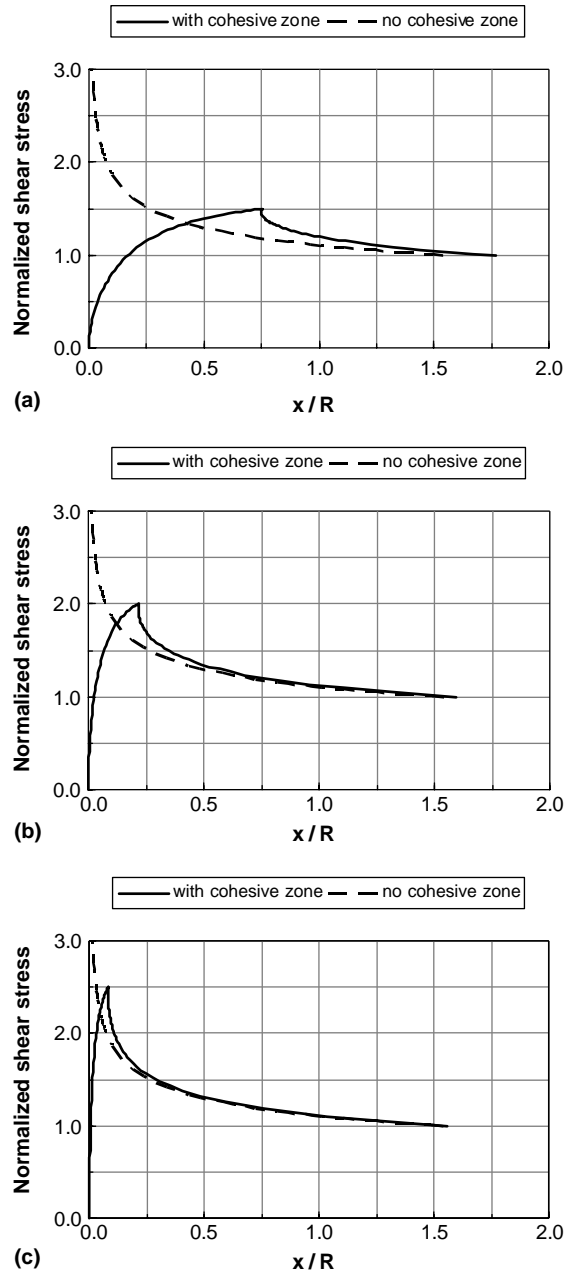 with cohesive zone no cohesive zone
3.0
2.0
1.0
0.0
Normalized shear stress
0.0 0.5 1.0 1.5 2.0
(a)
x / R
with cohesive zone no cohesive zone
3.0
2.0
1.0
0.0
Normalized shear stress
0.0 0.5 1.0 1.5 2.0
(b)
x / R
with cohesive zone no cohesive zone
3.0
2.0
1.0
0.0
Normalized shear stress
0.0 0.5 1.0 1.5 2.0
(c)
x / R